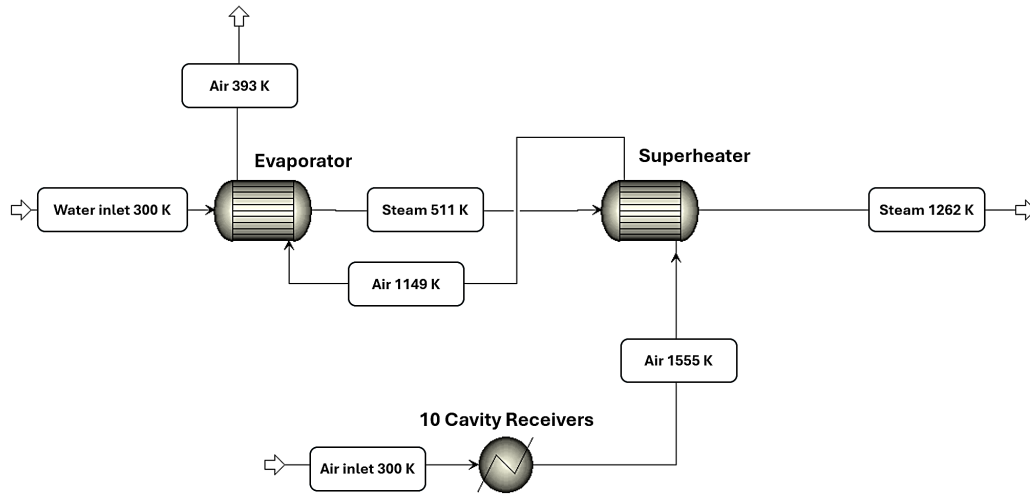 Air 393 K
Evaporator
Superheater
Water inlet 300 K
Steam 511 K
Steam 1262 K
Air 1149 K
Air 1555 K
10 Cavity Receivers
Air inlet 300 K